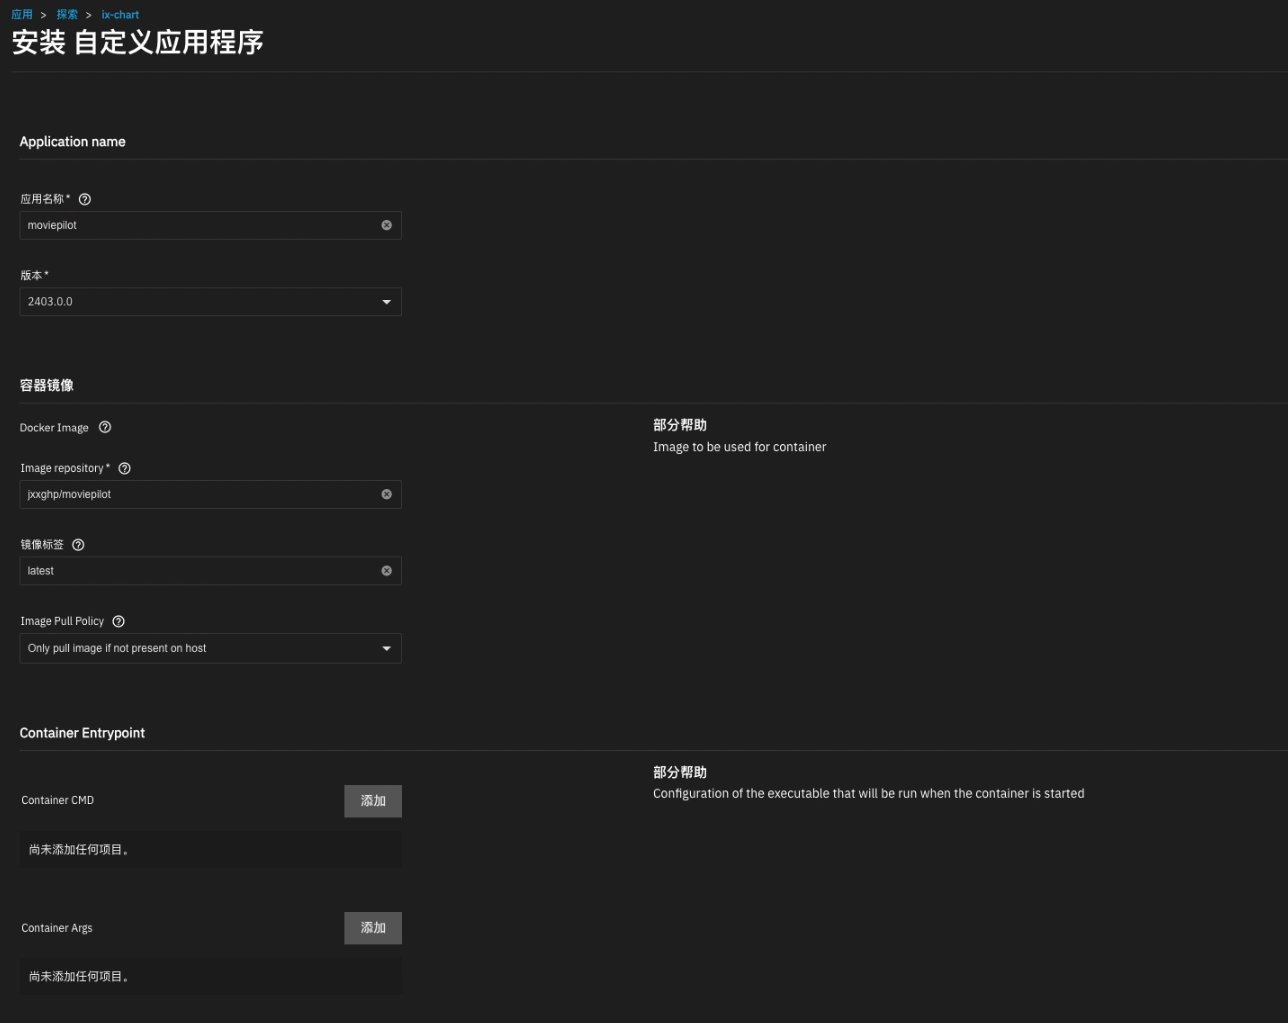 应用 > 探索 > ix-chart
安装 自定义应用程序
Application name
应用名称*
moviepilot
版本*
2403.0.0
容器镜像
Docker Image
部分帮助
Image to be used for container
Image repository*
jxxghp/moviepilot
镜像标签
latest
Image Pull Policy
Only pull image if not present on host
Container Entrypoint
部分帮助
Configuration of the executable that will be run when the container is started
Container CMD
添加
尚未添加任何项目。
Container Args
添加
尚未添加任何项目。